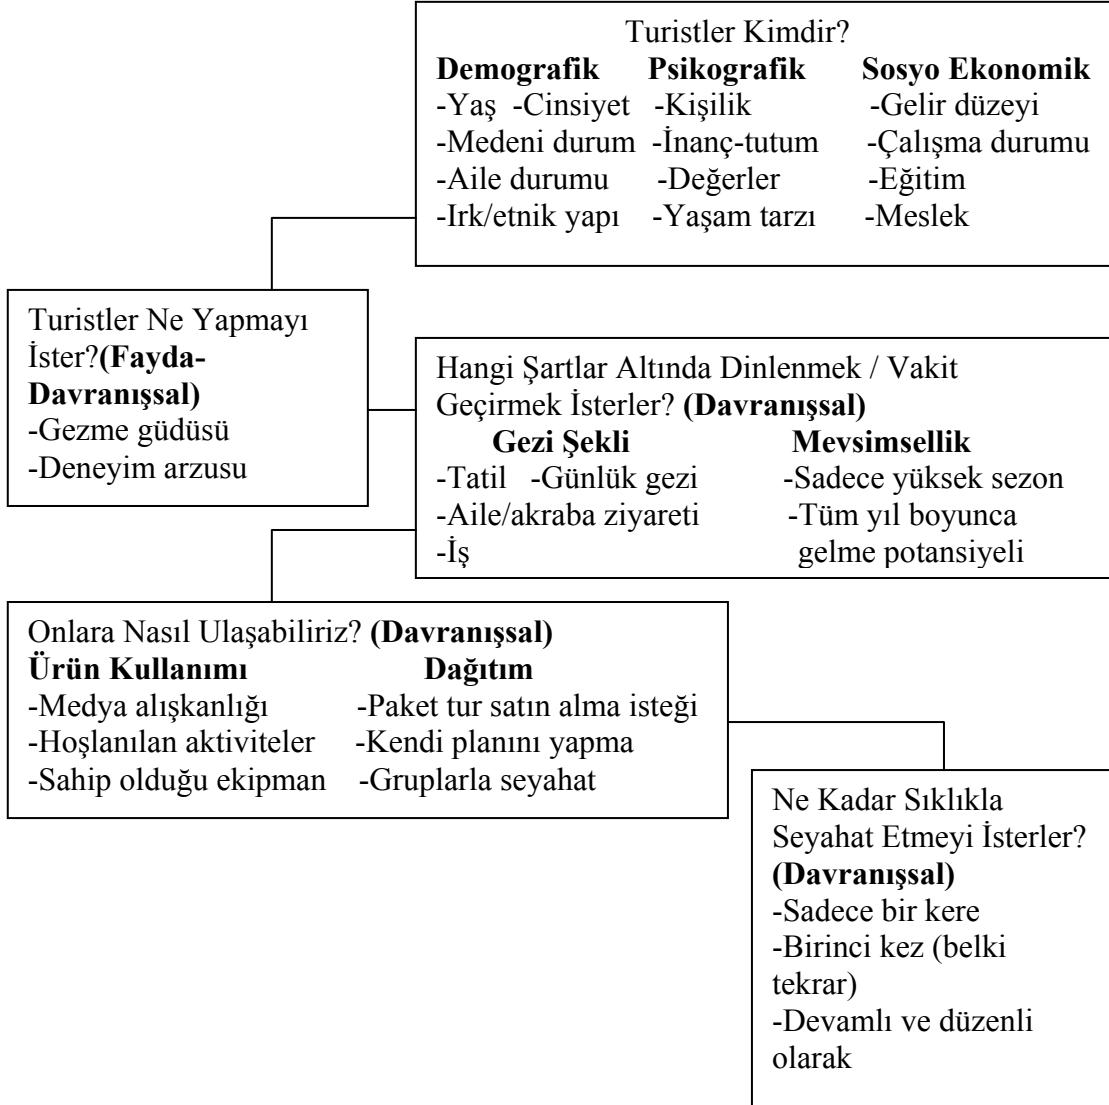 Turistler Kimdir?
Demografik Psikografik Sosyo Ekonomik
-Yaş -Cinsiyet -Kişilik -Gelir düzeyi
-Medeni durum -İnanç-tutum -Çalışma durumu
-Aile durumu -Değerler -Eğitim
-Irk/etnik yapı -Yaşam tarzı -Meslek
Turistler Ne Yapmayı
İster?(Fayda-
Davranışsal)
-Gezme güdüsü
-Deneyim arzusu
Hangi Şartlar Altında Dinlenmek / Vakit
Geçirmek İsterler? (Davranışsal)
Gezi Şekli Mevsimsellik
-Tatil -Günlük gezi -Sadece yüksek sezon
-Aile/akraba ziyareti -Tüm yıl boyunca
-İş gelme potansiyeli
Onlara Nasıl Ulaşabiliriz? (Davranışsal)
Ürün Kullanımı Dağıtım
-Medya alışkanlığı -Paket tur satın alma isteği
-Hoşlanılan aktiviteler -Kendi planını yapma
-Sahip olduğu ekipman -Gruplarla seyahat
Ne Kadar Sıklıkla
Seyahat Etmeyi İsterler?
(Davranışsal)
-Sadece bir kere
-Birinci kez (belki
tekrar)
-Devamlı ve düzenli
olarak